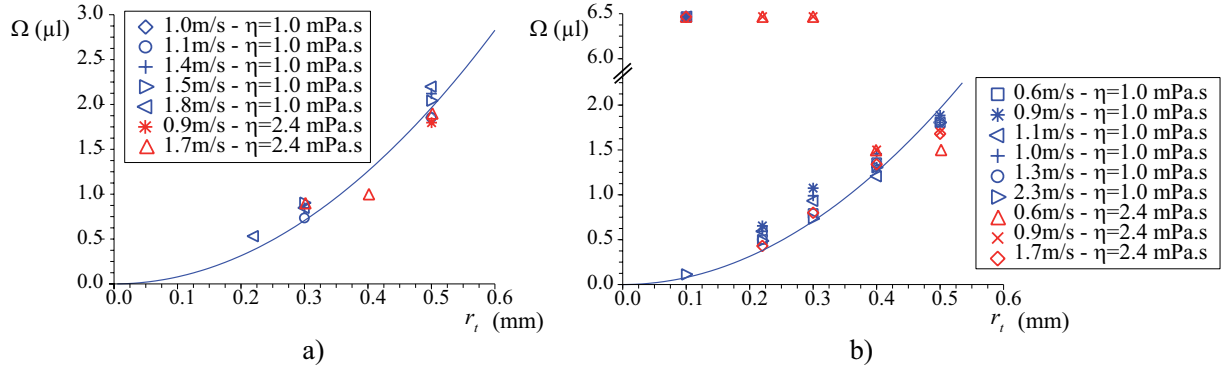 Ω (µl)
3.0
2.5
2.0
1.5
1.0
0.5
0.0
0.0 0.1 0.2 0.3 0.4 0.5 0.6
r_t (mm)
1.0m/s - η=1.0 mPa.s
1.1m/s - η=1.0 mPa.s
1.4m/s - η=1.0 mPa.s
1.5m/s - η=1.0 mPa.s
1.8m/s - η=1.0 mPa.s
0.9m/s - η=2.4 mPa.s
1.7m/s - η=2.4 mPa.s
a)
Ω (µl)
6.5
6.0
2.0
1.5
1.0
0.5
0.0
0.0 0.1 0.2 0.3 0.4 0.5 0.6
r_t (mm)
0.6m/s - η=1.0 mPa.s
0.9m/s - η=1.0 mPa.s
1.1m/s - η=1.0 mPa.s
1.0m/s - η=1.0 mPa.s
1.3m/s - η=1.0 mPa.s
2.3m/s - η=1.0 mPa.s
0.6m/s - η=2.4 mPa.s
0.9m/s - η=2.4 mPa.s
1.7m/s - η=2.4 mPa.s
b)